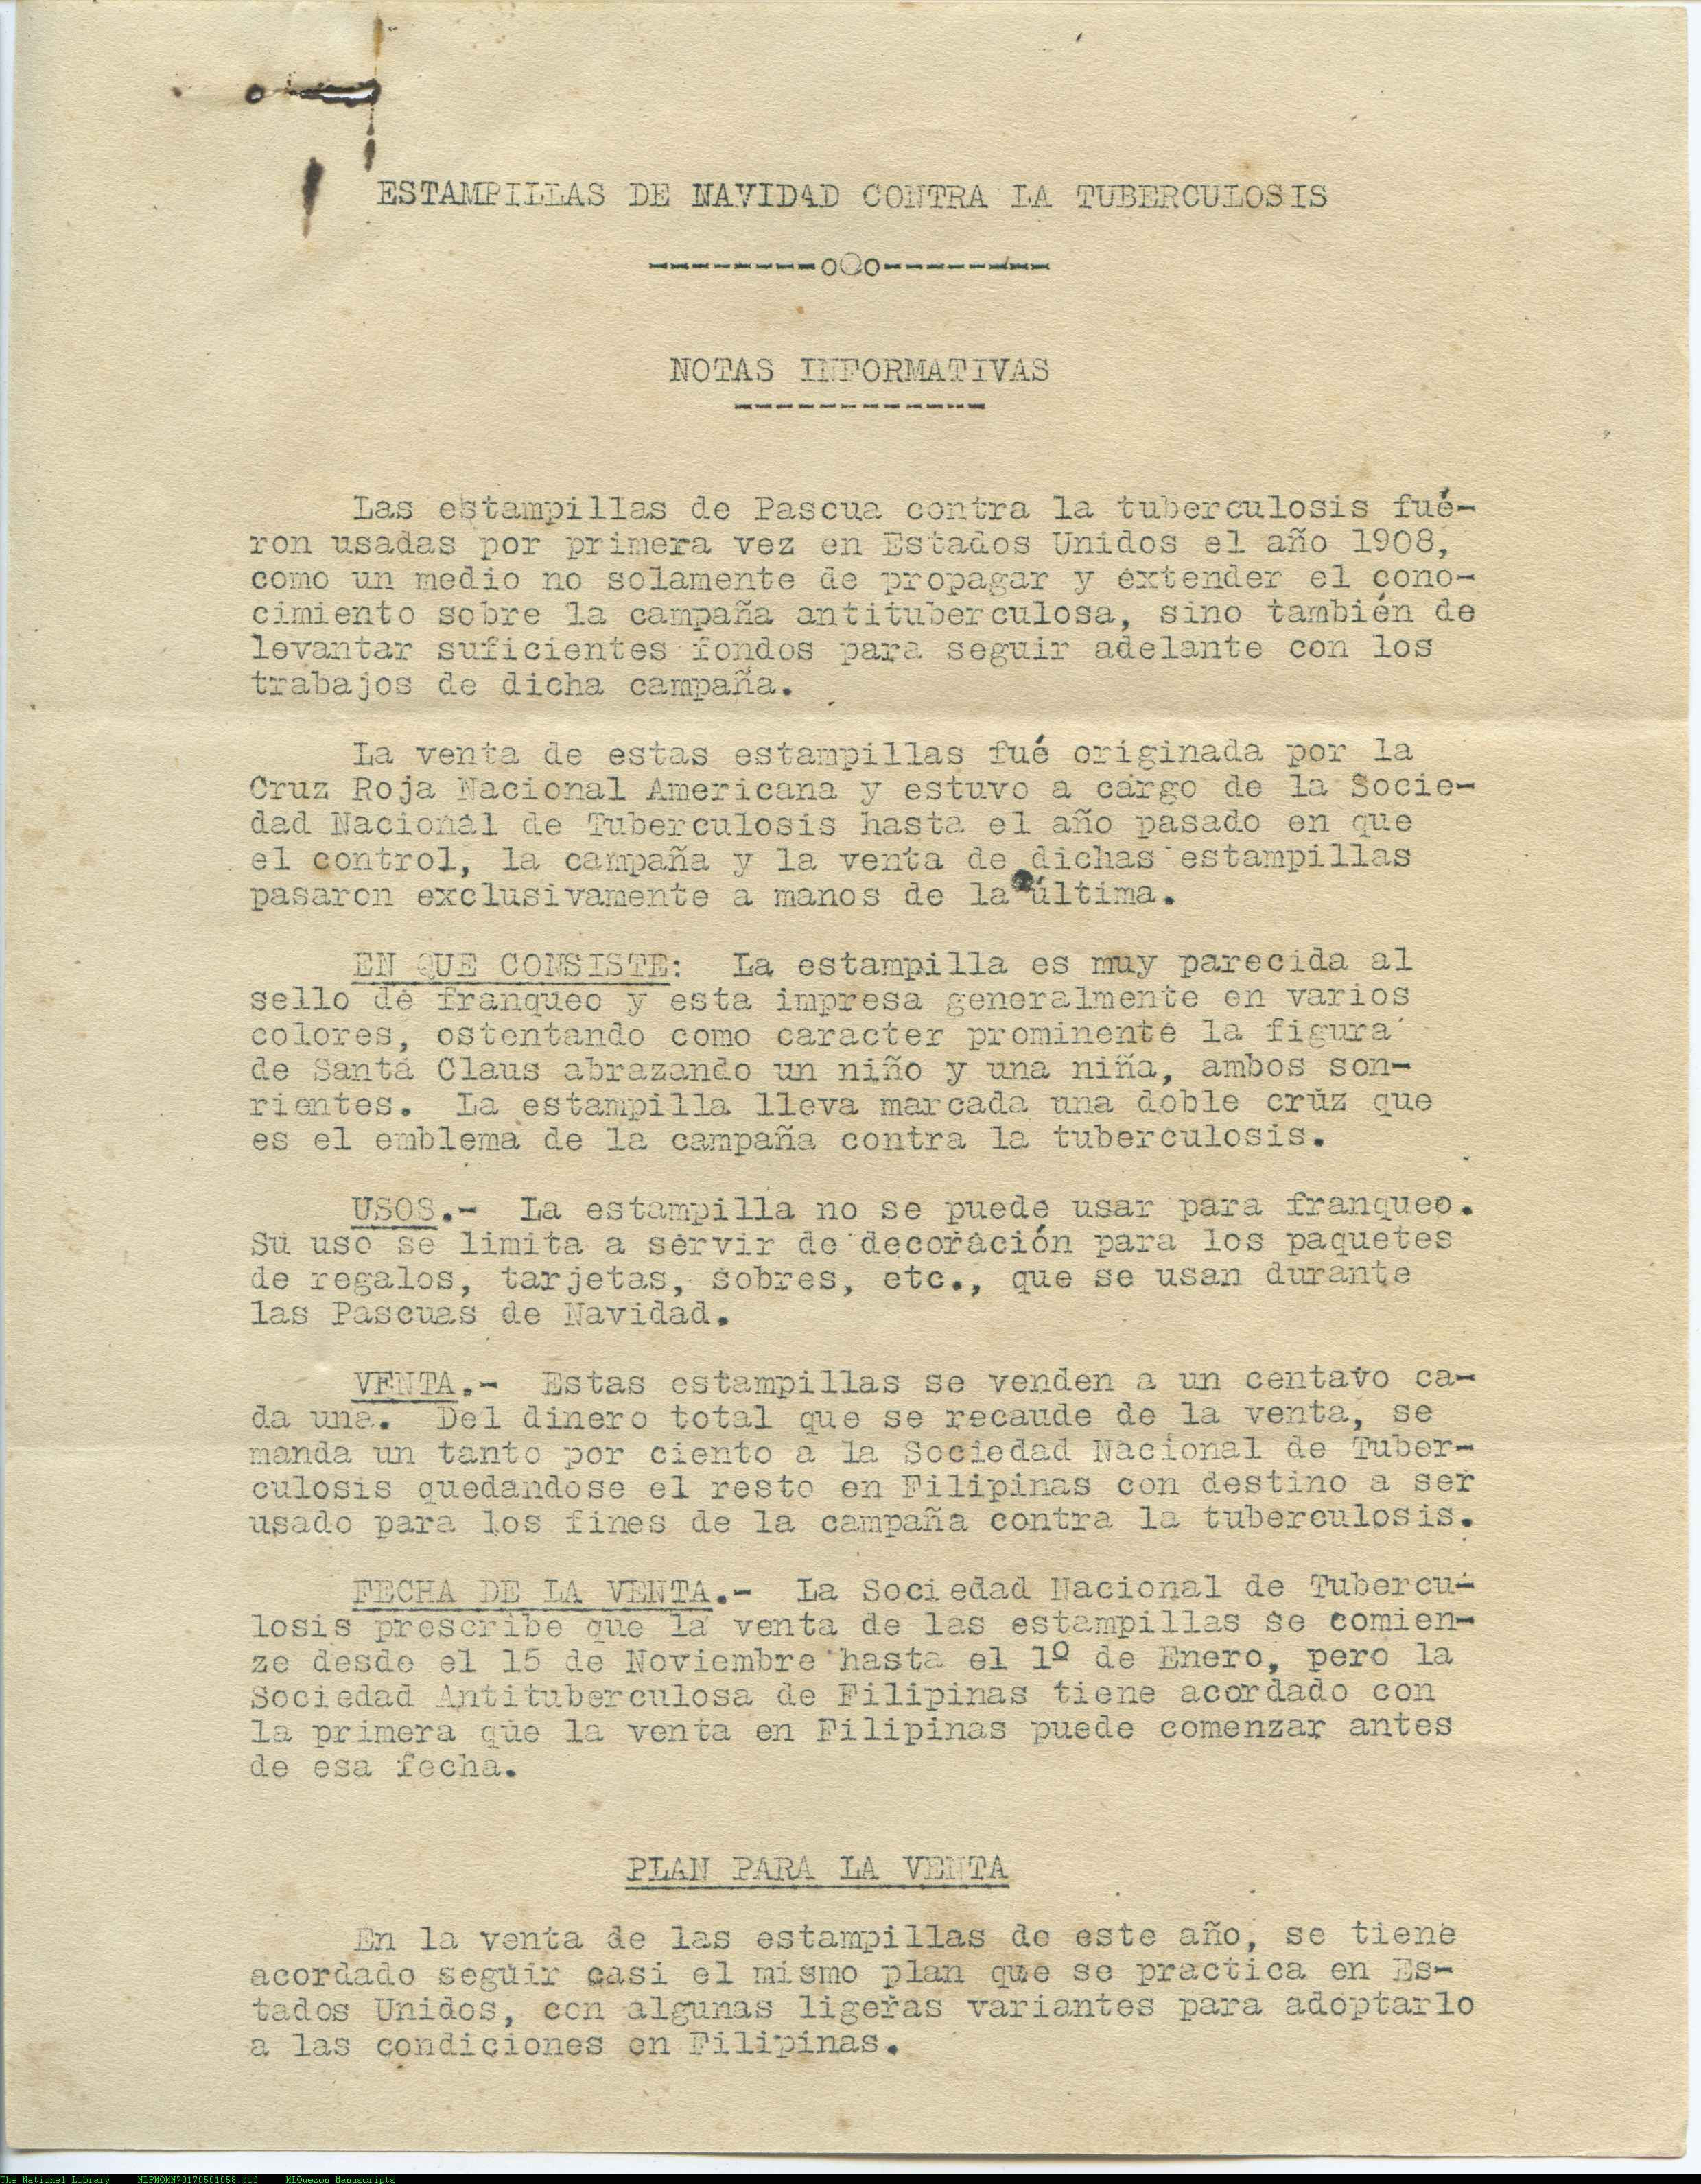 ESTAMPILLAS DE NAVIDAD CONTRA LA TUBERCULOSIS
--------oOo--------
NOTAS INFORMATIVAS
------------
Las estampillas de Pascua contra la tuberculosis fué-
ron usadas por primera vez en Estados Unidos el año 1908,
como un medio no solamente de propagar y extender el cono-
cimiento sobre la campaña antituberculosa, sino también de
levantar suficientes fondos para seguir adelante con los
trabajos de dicha campaña.
La venta de estas estampillas fué originada por la
Cruz Roja Nacional Americana y estuvo a cargo de la Socie-
dad Nacional de Tuberculosis hasta el año pasado en que
el control, la campaña y la venta de dichas estampillas
pasaron exclusivamente a manos de la última.
EN QUE CONSISTE: La estampilla es muy parecida al
sello de franqueo y esta impresa generalmente en varios
colores, ostentando como caracter prominente la figura
de Santa Claus abrazando un niño y una niña, ambos son-
rientes. La estampilla lleva marcada una doble cruz que
es el emblema de la campaña contra la tuberculosis.
USOS.- La estampilla no se puede usar para franqueo.
Su uso se limita a servir de decoración para los paquetes
de regalos, tarjetas, sobres, etc., que se usan durante
las Pascuas de Navidad.
VENTA.- Estas estampillas se venden a un centavo ca-
da una. Del dinero total que se recaude de la venta, se
manda un tanto por ciento a la Sociedad Nacional de Tuber-
culosis quedandose el resto en Filipinas con destino a ser
usado para los fines de la campaña contra la tuberculosis.
FECHA DE LA VENTA.- La Sociedad Nacional de Tubercu-
losis prescribe que la venta de las estampillas se comien-
ze desde el 15 de Noviembre hasta el 1º de Enero, pero la
Sociedad Antituberculosa de Filipinas tiene acordado con
la primera que la venta en Filipinas puede comenzar antes
de esa fecha.
PLAN PARA LA VENTA
En la venta de las estampillas de este año, se tiene
acordado seguir casi el mismo plan que se practica en Es-
tados Unidos, con algunas ligeras variantes para adoptarlo
a las condiciones en Filipinas.
The National Library NLPMQMN70170501058.tif MLQuezon Manuscripts